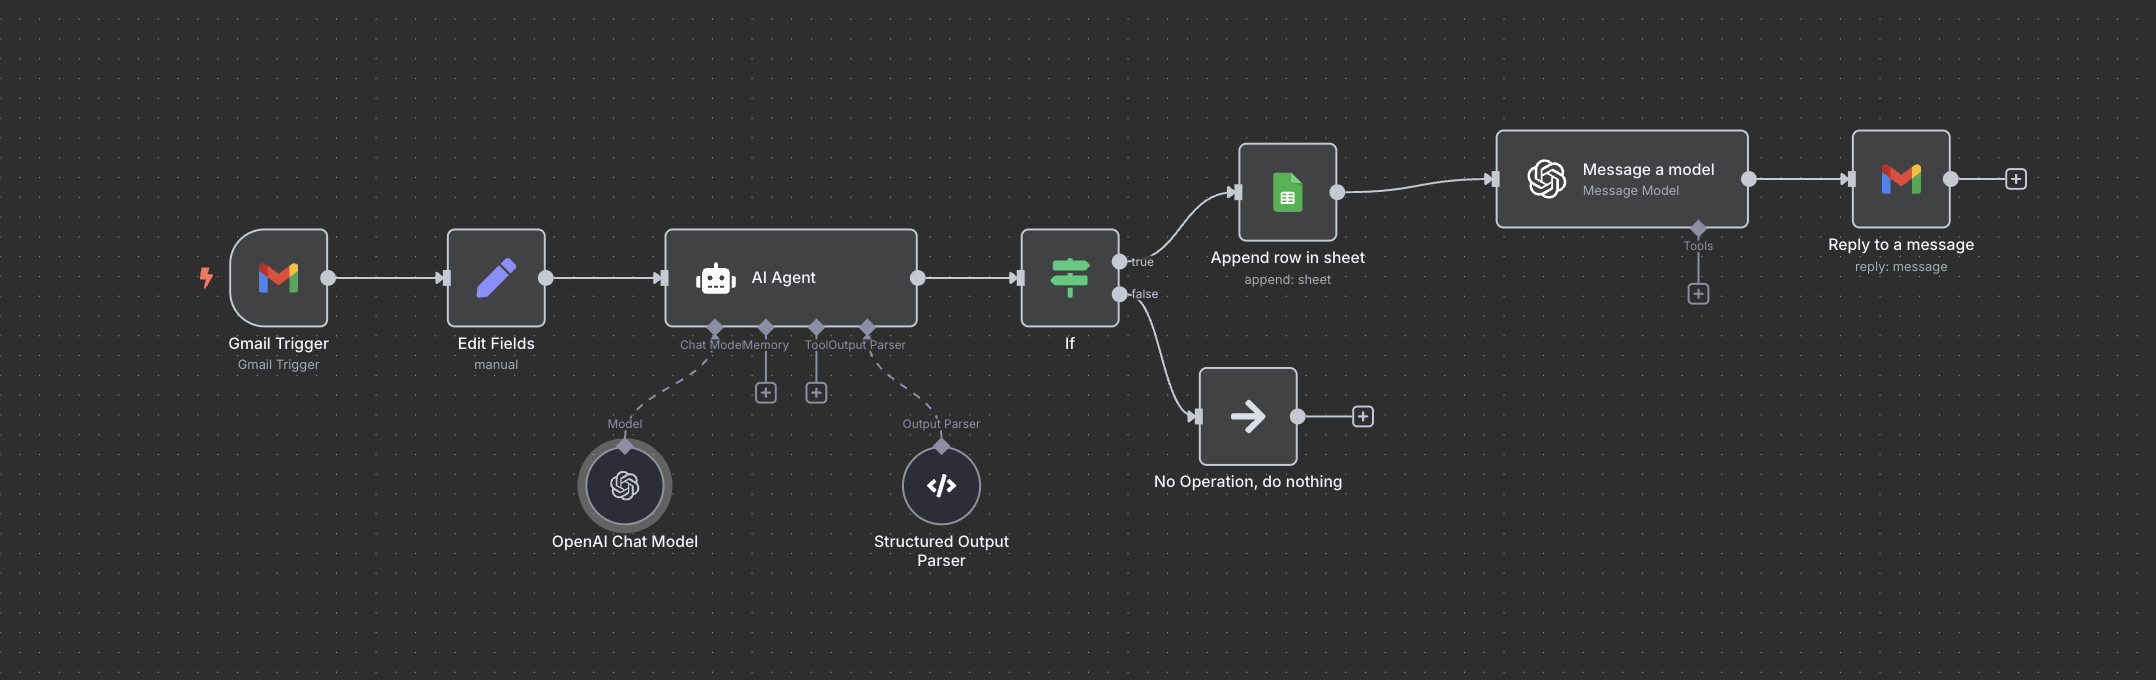 Gmail Trigger
Gmail Trigger
Edit Fields
manual
AI Agent
Chat Model
Memory
Tool
Output Parser
Model
OpenAI Chat Model
Output Parser
Structured Output
Parser
If
true
false
Append row in sheet
append: sheet
No Operation, do nothing
Message a model
Message Model
Tools
Reply to a message
reply: message